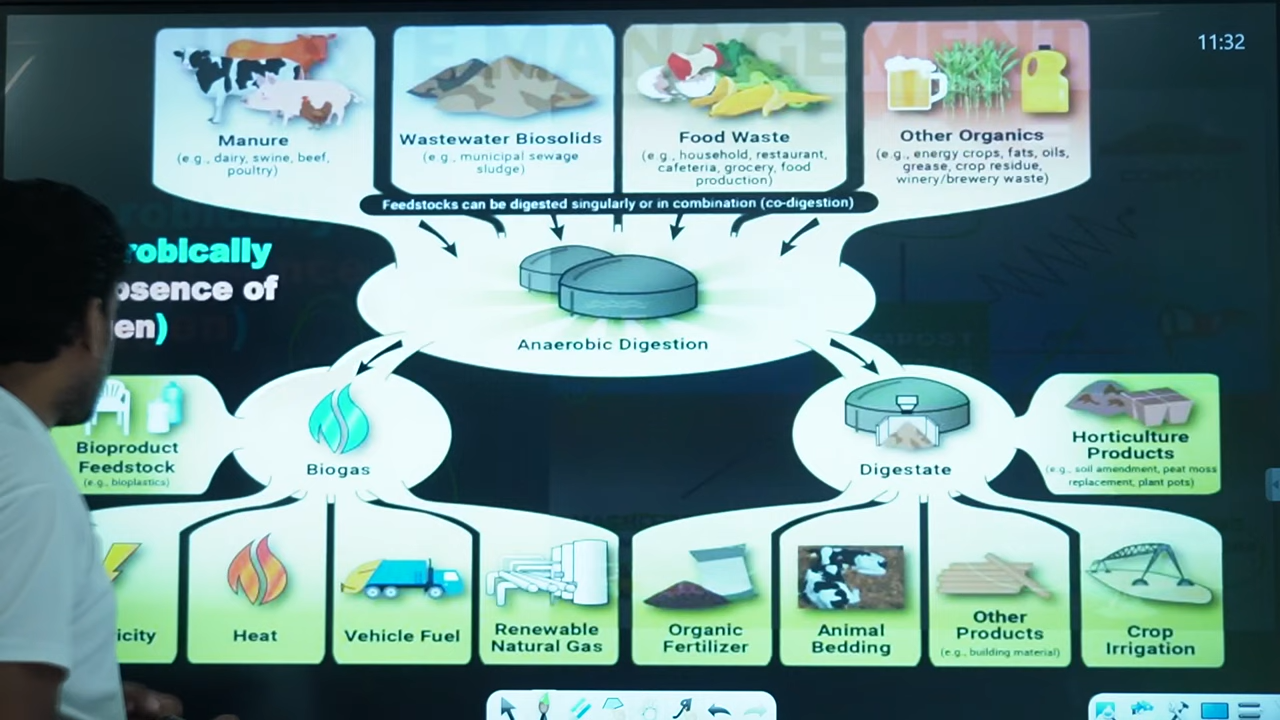 11:32
Manure
(e.g., dairy, swine, beef,
poultry)
Wastewater Biosolids
(e.g., municipal sewage
sludge)
Food Waste
(e.g., household, restaurant,
cafeteria, grocery, food
production)
Other Organics
(e.g., energy crops, fats, oils,
grease, crop residue,
winery/brewery waste)
Feedstocks can be digested singularly or in combination (co-digestion)
robically
bsence of
en)
Anaerobic Digestion
Bioproduct
Feedstock
(e.g., bioplastics)
Biogas
Digestate
Horticulture
Products
(e.g., soil amendment, peat moss
replacement, plant pots)
icity
Heat
Vehicle Fuel
Renewable
Natural Gas
Organic
Fertilizer
Animal
Bedding
Other
Products
(e.g., building material)
Crop
Irrigation